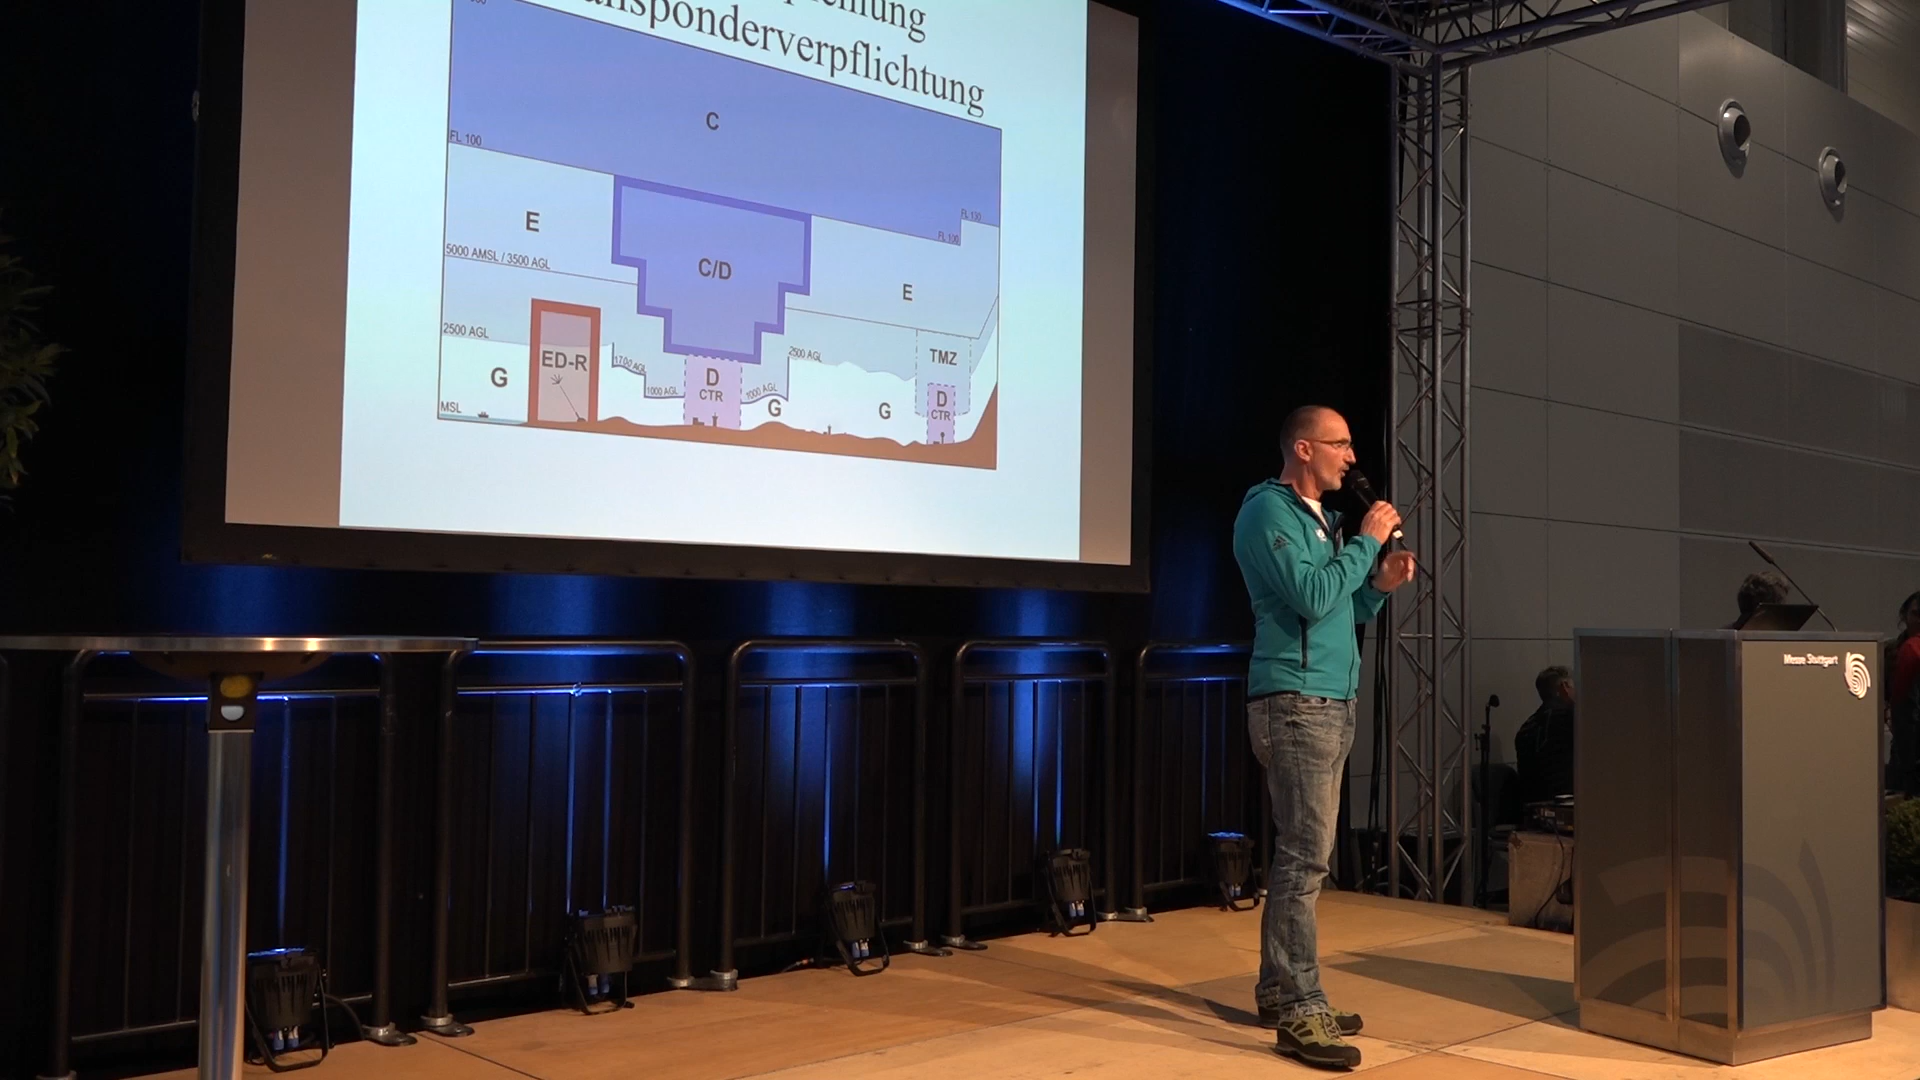 ansponderverpflichtung
C
FL 100
FL 130
FL 100
E
C/D
E
5000 AMSL / 3500 AGL
2500 AGL
ED-R
1700 AGL
2500 AGL
TMZ
G
1000 AGL
D
CTR
1000 AGL
G
G
D
CTR
MSL
Messe Stuttgart